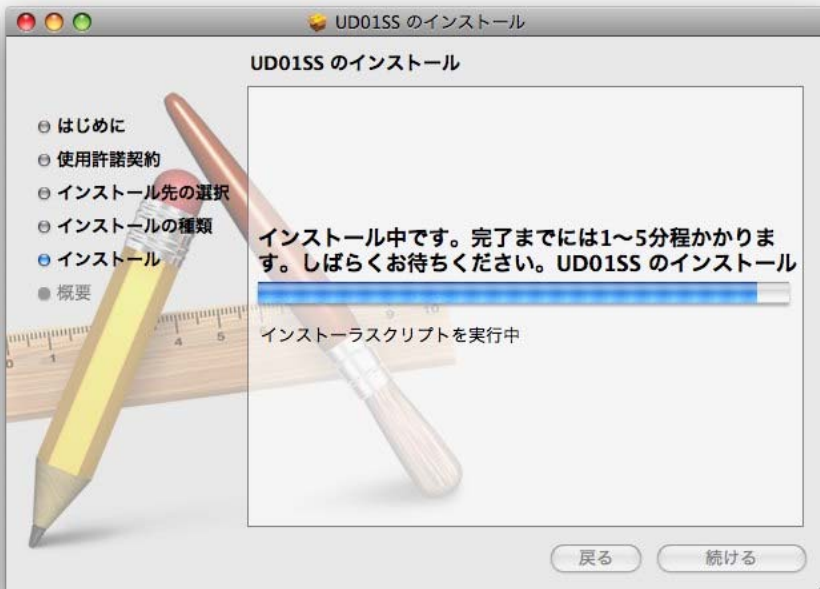 UD01SS のインストール
UD01SS のインストール
はじめに
使用許諾契約
インストール先の選択
インストールの種類
インストール
概要
インストール中です。完了までには1〜5分程かかりま
す。しばらくお待ちください。UD01SS のインストール
インストーラスクリプトを実行中
0 1 4 5 9 10
戻る
続ける